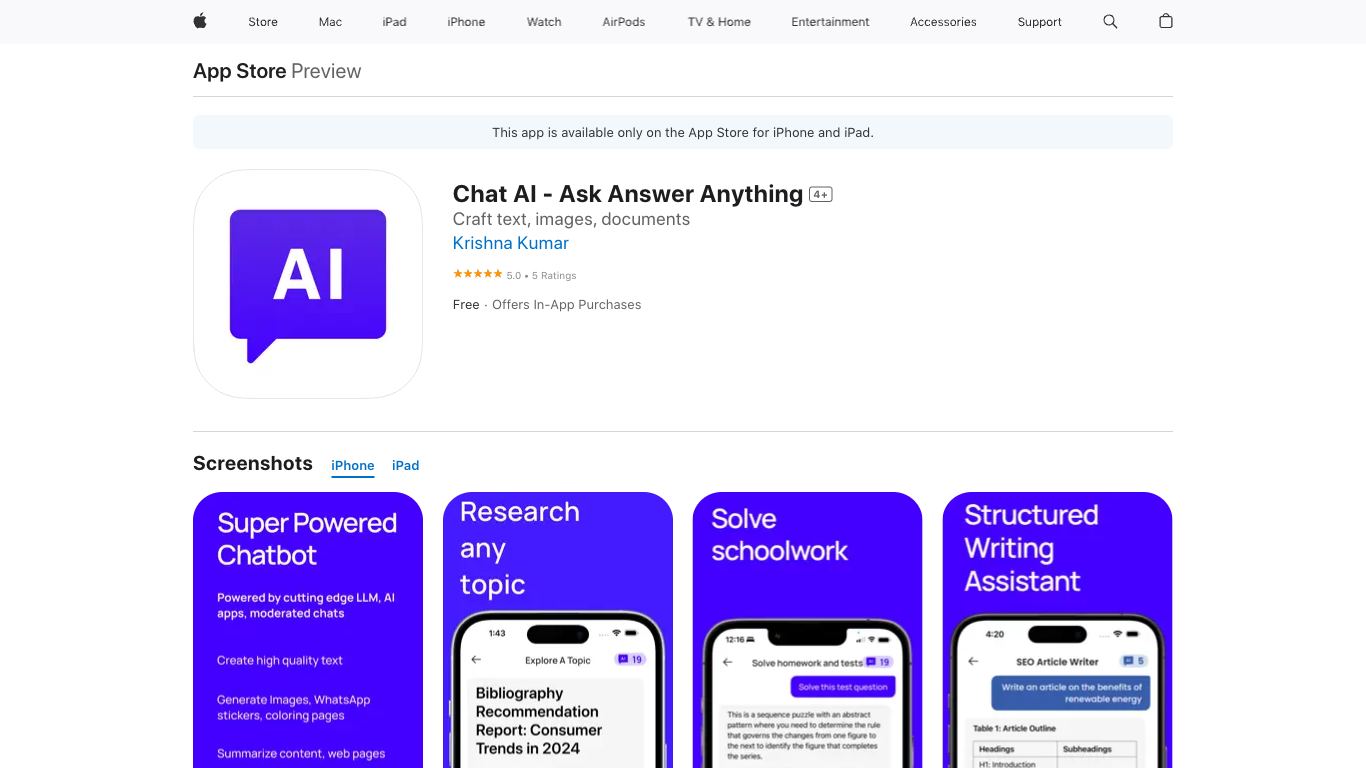 Store Mac iPad iPhone Watch AirPods TV & Home Entertainment Accessories Support
App Store Preview
This app is available only on the App Store for iPhone and iPad.
AI
Chat AI - Ask Answer Anything 4+
Craft text, images, documents
Krishna Kumar
★★★★★ 5.0 • 5 Ratings
Free · Offers In-App Purchases
Screenshots iPhone iPad
Super Powered
Chatbot
Powered by cutting edge LLM, AI
apps, moderated chats
Create high quality text
Generate Images, WhatsApp
stickers, coloring pages
Summarize content, web pages
Research
any
topic
1:43
Explore A Topic AI 19
Bibliography
Recommendation
Report: Consumer
Trends in 2024
Solve
schoolwork
12:16
Solve homework and tests AI 19
Solve this test question
This is a sequence puzzle with an abstract
pattern where you need to determine the rule
that governs the changes from one figure to
the next to identify the figure that completes
the series.
Structured
Writing
Assistant
4:20
SEO Article Writer 5
Write an article on the benefits of
renewable energy
Table 1: Article Outline
Headings Subheadings
H1: Introduction